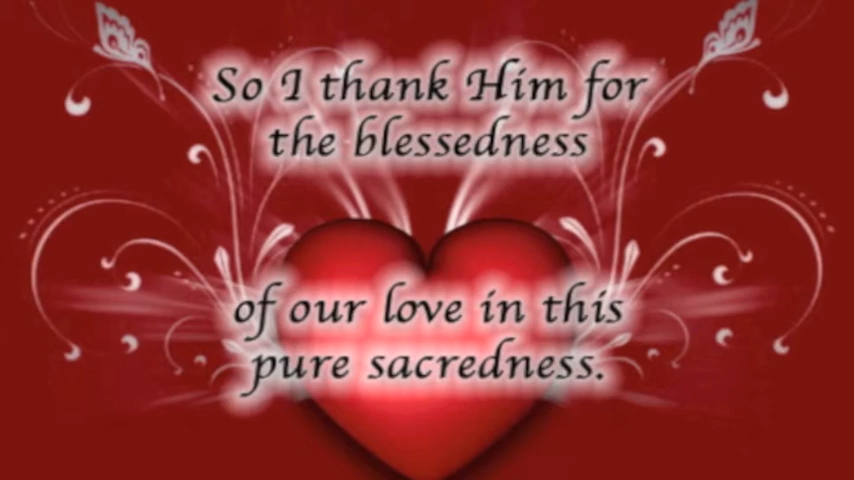 So I thank Him for
the blessedness
of our love in this
pure sacredness.